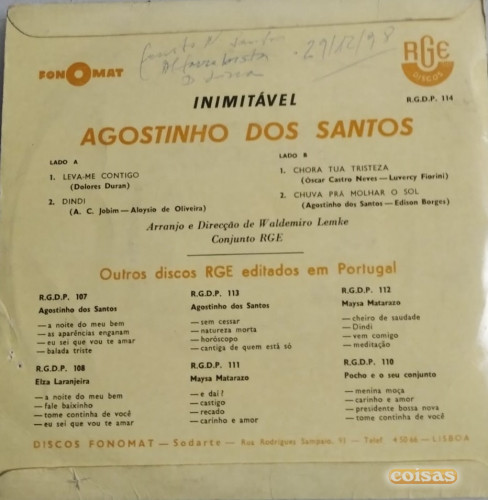 29/12/98
FONOMAT
RGE
DISCOS
R.G.D.P. 114
INIMITÁVEL
AGOSTINHO DOS SANTOS
LADO A
1. LEVA-ME CONTIGO
(Dolores Duran)
2. DINDI
(A. C. Jobim — Aloysio de Oliveira)
LADO B
1. CHORA TUA TRISTEZA
(Oscar Castro Neves — Luvercy Fiorini)
2. CHUVA PRÁ MOLHAR O SOL
(Agostinho dos Santos — Edison Borges)
Arranjo e Direcção de Waldemiro Lemke
Conjunto RGE
Outros discos RGE editados em Portugal
R.G.D.P. 107
Agostinho dos Santos
— a noite do meu bem
— as aparências enganam
— eu sei que vou te amar
— balada triste
R.G.D.P. 113
Agostinho dos Santos
— sem cessar
— natureza morta
— horóscopo
— cantiga de quem está só
R.G.D.P. 112
Maysa Matarazo
— cheiro de saudade
— Dindi
— vem comigo
— meditação
R.G.D.P. 108
Elza Laranjeira
— a noite do meu bem
— fale baixinho
— tome continha de você
— eu sei que vou te amar
R.G.D.P. 111
Maysa Matarazo
— e daí?
— castigo
— recado
— carinho e amor
R.G.D.P. 110
Pocho e o seu conjunto
— menina moça
— carinho e amor
— presidente bossa nova
— tome continha de você
DISCOS FONOMAT — Sodarte — Rua Rodrigues Sampaio, 91 — Telef. 45066 — LISBOA
coisas